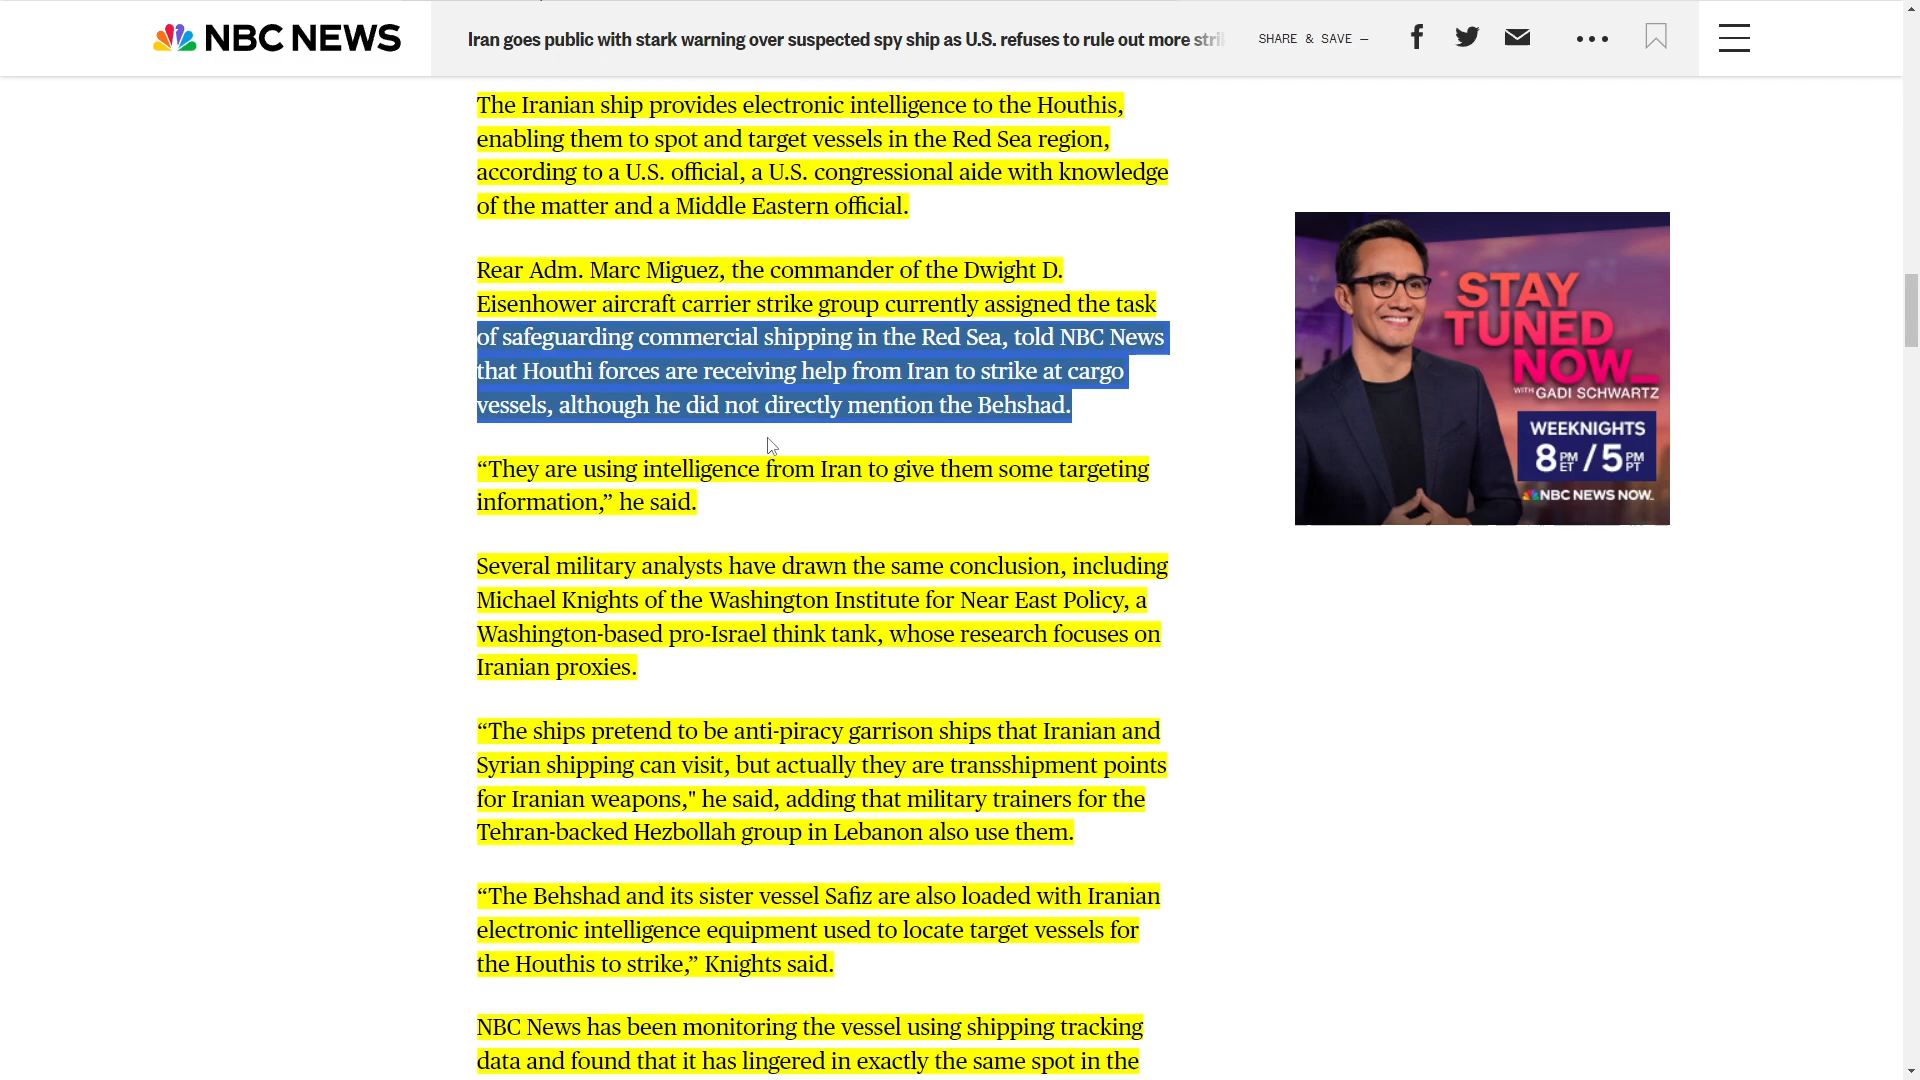 NBC NEWS
Iran goes public with stark warning over suspected spy ship as U.S. refuses to rule out more stri
SHARE & SAVE —
The Iranian ship provides electronic intelligence to the Houthis,
enabling them to spot and target vessels in the Red Sea region,
according to a U.S. official, a U.S. congressional aide with knowledge
of the matter and a Middle Eastern official.
Rear Adm. Marc Miguez, the commander of the Dwight D.
Eisenhower aircraft carrier strike group currently assigned the task
of safeguarding commercial shipping in the Red Sea, told NBC News
that Houthi forces are receiving help from Iran to strike at cargo
vessels, although he did not directly mention the Behshad.
“They are using intelligence from Iran to give them some targeting
information,” he said.
Several military analysts have drawn the same conclusion, including
Michael Knights of the Washington Institute for Near East Policy, a
Washington-based pro-Israel think tank, whose research focuses on
Iranian proxies.
“The ships pretend to be anti-piracy garrison ships that Iranian and
Syrian shipping can visit, but actually they are transshipment points
for Iranian weapons," he said, adding that military trainers for the
Tehran-backed Hezbollah group in Lebanon also use them.
“The Behshad and its sister vessel Safiz are also loaded with Iranian
electronic intelligence equipment used to locate target vessels for
the Houthis to strike,” Knights said.
NBC News has been monitoring the vessel using shipping tracking
data and found that it has lingered in exactly the same spot in the
STAY
TUNED
NOW
WITH GADI SCHWARTZ
WEEKNIGHTS
8 PM ET / 5 PM PT
NBC NEWS NOW